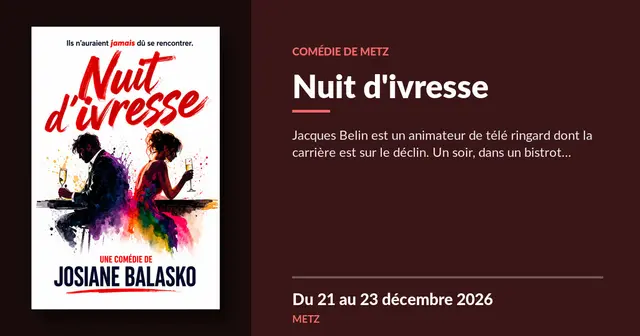 Ils n'auraient jamais dû se rencontrer.
Nuit
d'ivresse
UNE COMÉDIE DE
JOSIANE BALASKO
COMÉDIE DE METZ
Nuit d'ivresse
Jacques Belin est un animateur de télé ringard dont la
carrière est sur le déclin. Un soir, dans un bistrot...
Du 21 au 23 décembre 2026
METZ